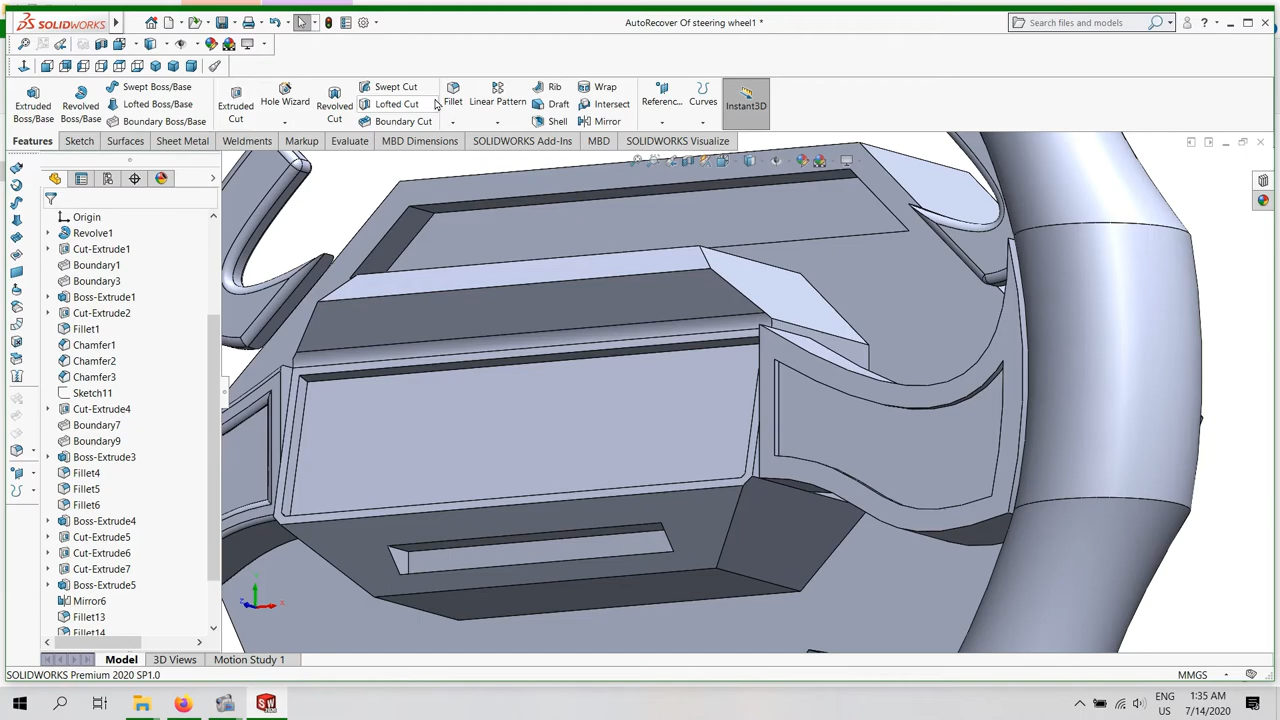 SOLIDWORKS
AutoRecover Of steering wheel1 *
Search files and models
Extruded Boss/Base
Revolved Boss/Base
Swept Boss/Base
Lofted Boss/Base
Boundary Boss/Base
Extruded Cut
Hole Wizard
Revolved Cut
Swept Cut
Lofted Cut
Boundary Cut
Fillet
Linear Pattern
Rib
Draft
Shell
Wrap
Intersect
Mirror
Referenc...
Curves
Instant3D
Features
Sketch
Surfaces
Sheet Metal
Weldments
Markup
Evaluate
MBD Dimensions
SOLIDWORKS Add-Ins
MBD
SOLIDWORKS Visualize
Origin
Revolve1
Cut-Extrude1
Boundary1
Boundary3
Boss-Extrude1
Cut-Extrude2
Fillet1
Chamfer1
Chamfer2
Chamfer3
Sketch11
Cut-Extrude4
Boundary7
Boundary9
Boss-Extrude3
Fillet4
Fillet5
Fillet6
Boss-Extrude4
Cut-Extrude5
Cut-Extrude6
Cut-Extrude7
Boss-Extrude5
Mirror6
Fillet13
Fillet14
Y
Z
X
Model
3D Views
Motion Study 1
SOLIDWORKS Premium 2020 SP1.0
MMGS
ENG
US
1:35 AM
7/14/2020